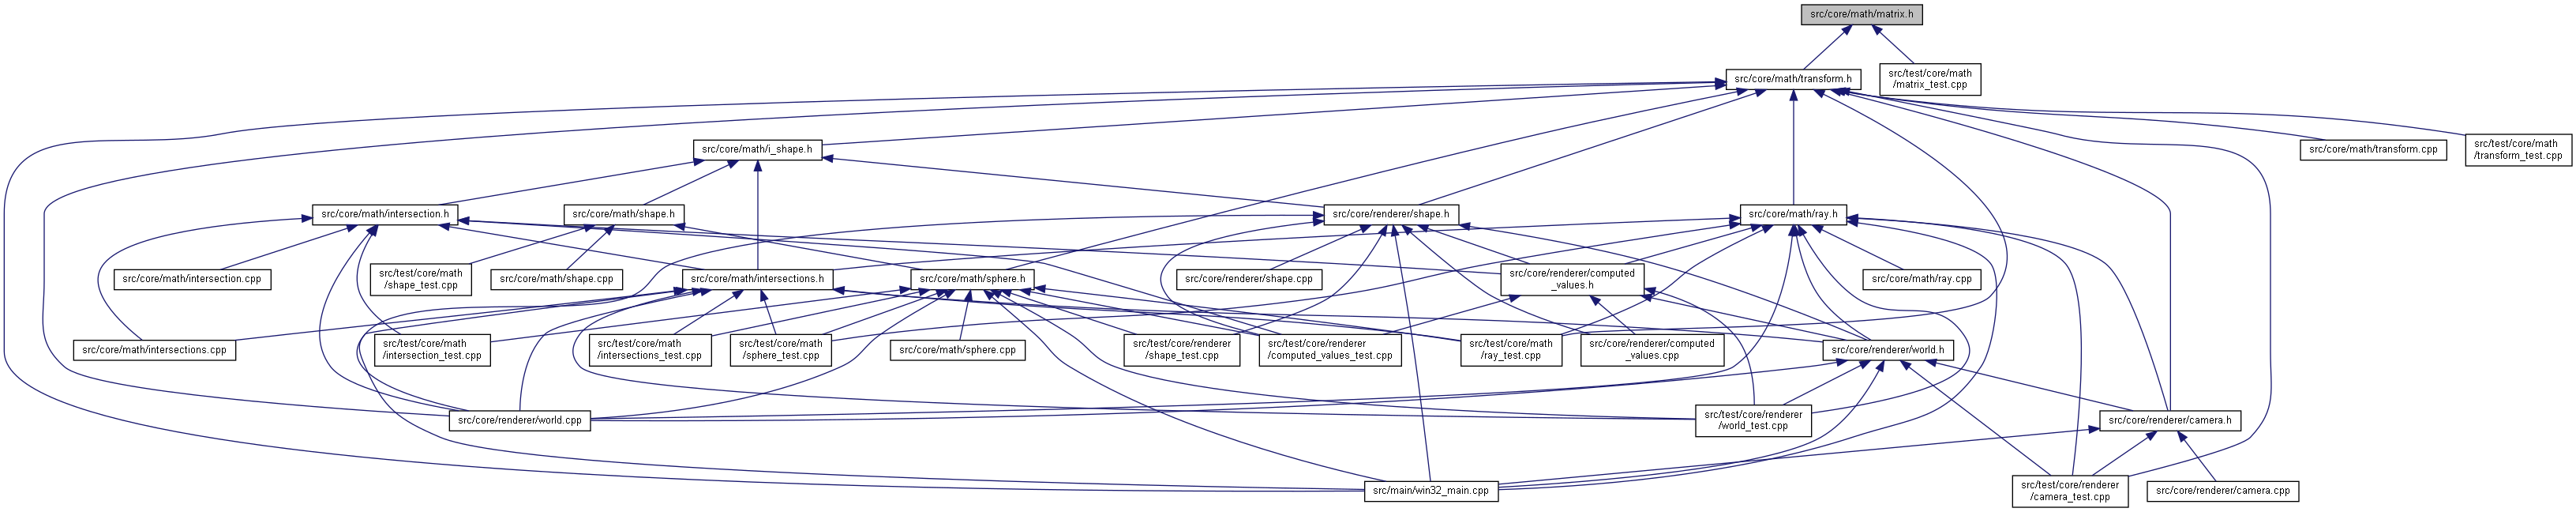 src/core/math/matrix.h
src/core/math/transform.h
src/test/core/math
/matrix_test.cpp
src/core/math/i_shape.h
src/core/math/transform.cpp
src/test/core/math
/transform_test.cpp
src/core/math/intersection.h
src/core/math/shape.h
src/core/renderer/shape.h
src/core/math/ray.h
src/core/math/intersection.cpp
src/test/core/math
/shape_test.cpp
src/core/math/shape.cpp
src/core/math/intersections.h
src/core/math/sphere.h
src/core/renderer/shape.cpp
src/core/renderer/computed
_values.h
src/core/math/ray.cpp
src/core/math/intersections.cpp
src/test/core/math
/intersection_test.cpp
src/test/core/math
/intersections_test.cpp
src/test/core/math
/sphere_test.cpp
src/core/math/sphere.cpp
src/test/core/renderer
/shape_test.cpp
src/test/core/renderer
/computed_values_test.cpp
src/test/core/math
/ray_test.cpp
src/core/renderer/computed
_values.cpp
src/core/renderer/world.h
src/core/renderer/world.cpp
src/test/core/renderer
/world_test.cpp
src/core/renderer/camera.h
src/main/win32_main.cpp
src/test/core/renderer
/camera_test.cpp
src/core/renderer/camera.cpp